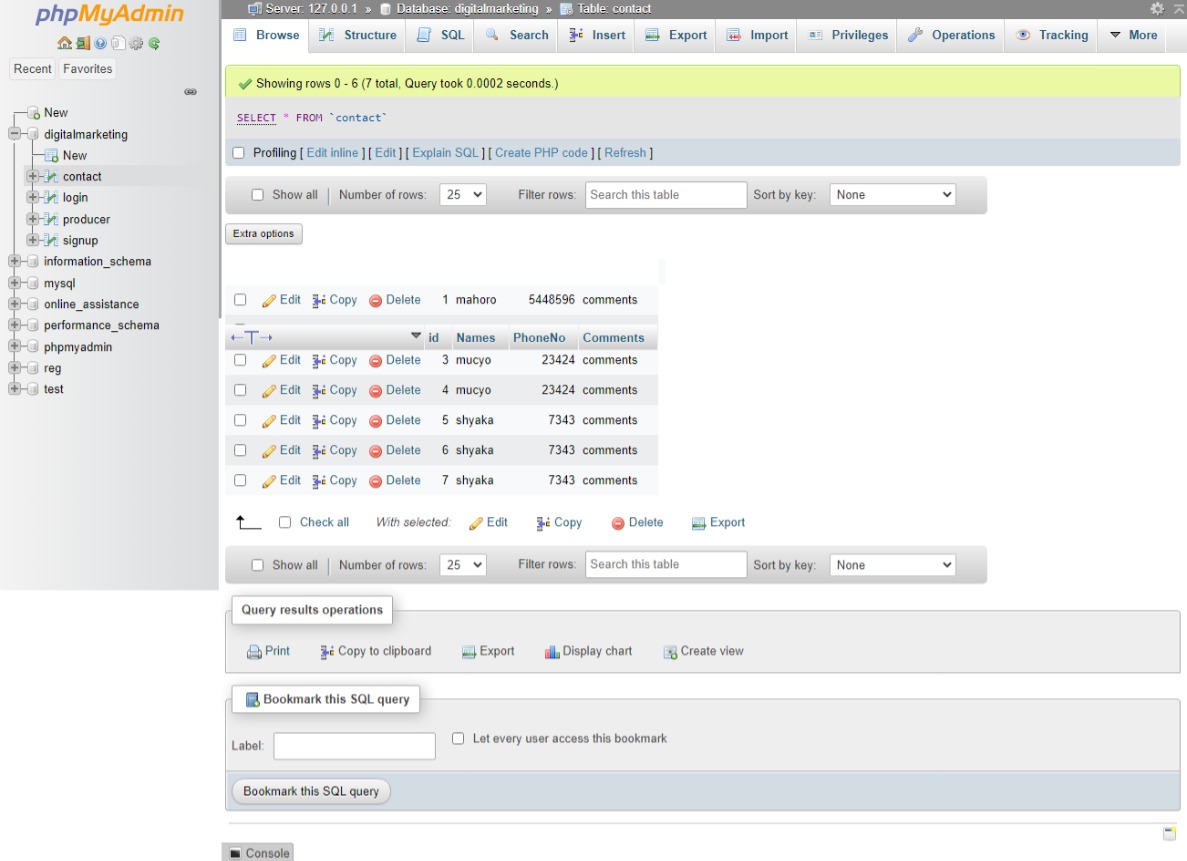 phpMyAdmin
Server: 127.0.0.1 » Database: digitalmarketing » Table: contact
Browse Structure SQL Search Insert Export Import Privileges Operations Tracking More
Recent Favorites
New
digitalmarketing
New
contact
login
producer
signup
information_schema
mysql
online_assistance
performance_schema
phpmyadmin
reg
test
Showing rows 0 - 6 (7 total, Query took 0.0002 seconds.)
SELECT * FROM `contact`
Profiling [ Edit inline ] [ Edit ] [ Explain SQL ] [ Create PHP code ] [ Refresh ]
Show all Number of rows: 25 Filter rows: Search this table Sort by key: None
Extra options
Edit Copy Delete 1 mahoro 5448596 comments
←T→ id Names PhoneNo Comments
Edit Copy Delete 3 mucyo 23424 comments
Edit Copy Delete 4 mucyo 23424 comments
Edit Copy Delete 5 shyaka 7343 comments
Edit Copy Delete 6 shyaka 7343 comments
Edit Copy Delete 7 shyaka 7343 comments
Check all With selected: Edit Copy Delete Export
Show all Number of rows: 25 Filter rows: Search this table Sort by key: None
Query results operations
Print Copy to clipboard Export Display chart Create view
Bookmark this SQL query
Label: Let every user access this bookmark
Bookmark this SQL query
Console